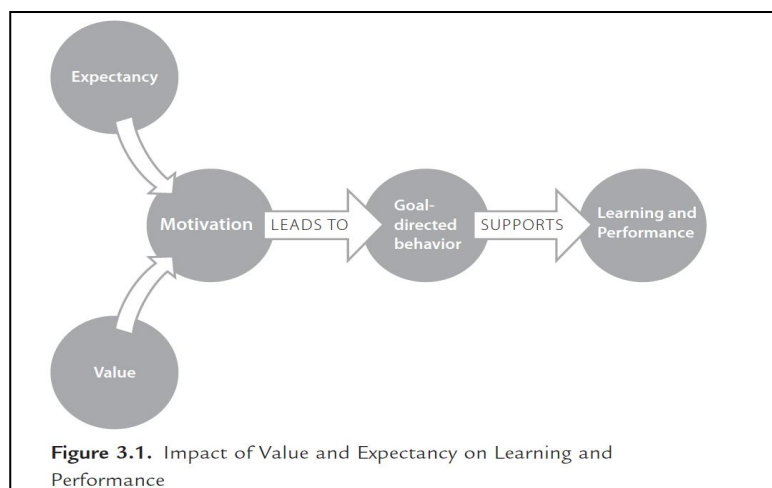 Expectancy
Motivation
LEADS TO
Goal-
directed
behavior
SUPPORTS
Learning and
Performance
Value
Figure 3.1. Impact of Value and Expectancy on Learning and
Performance